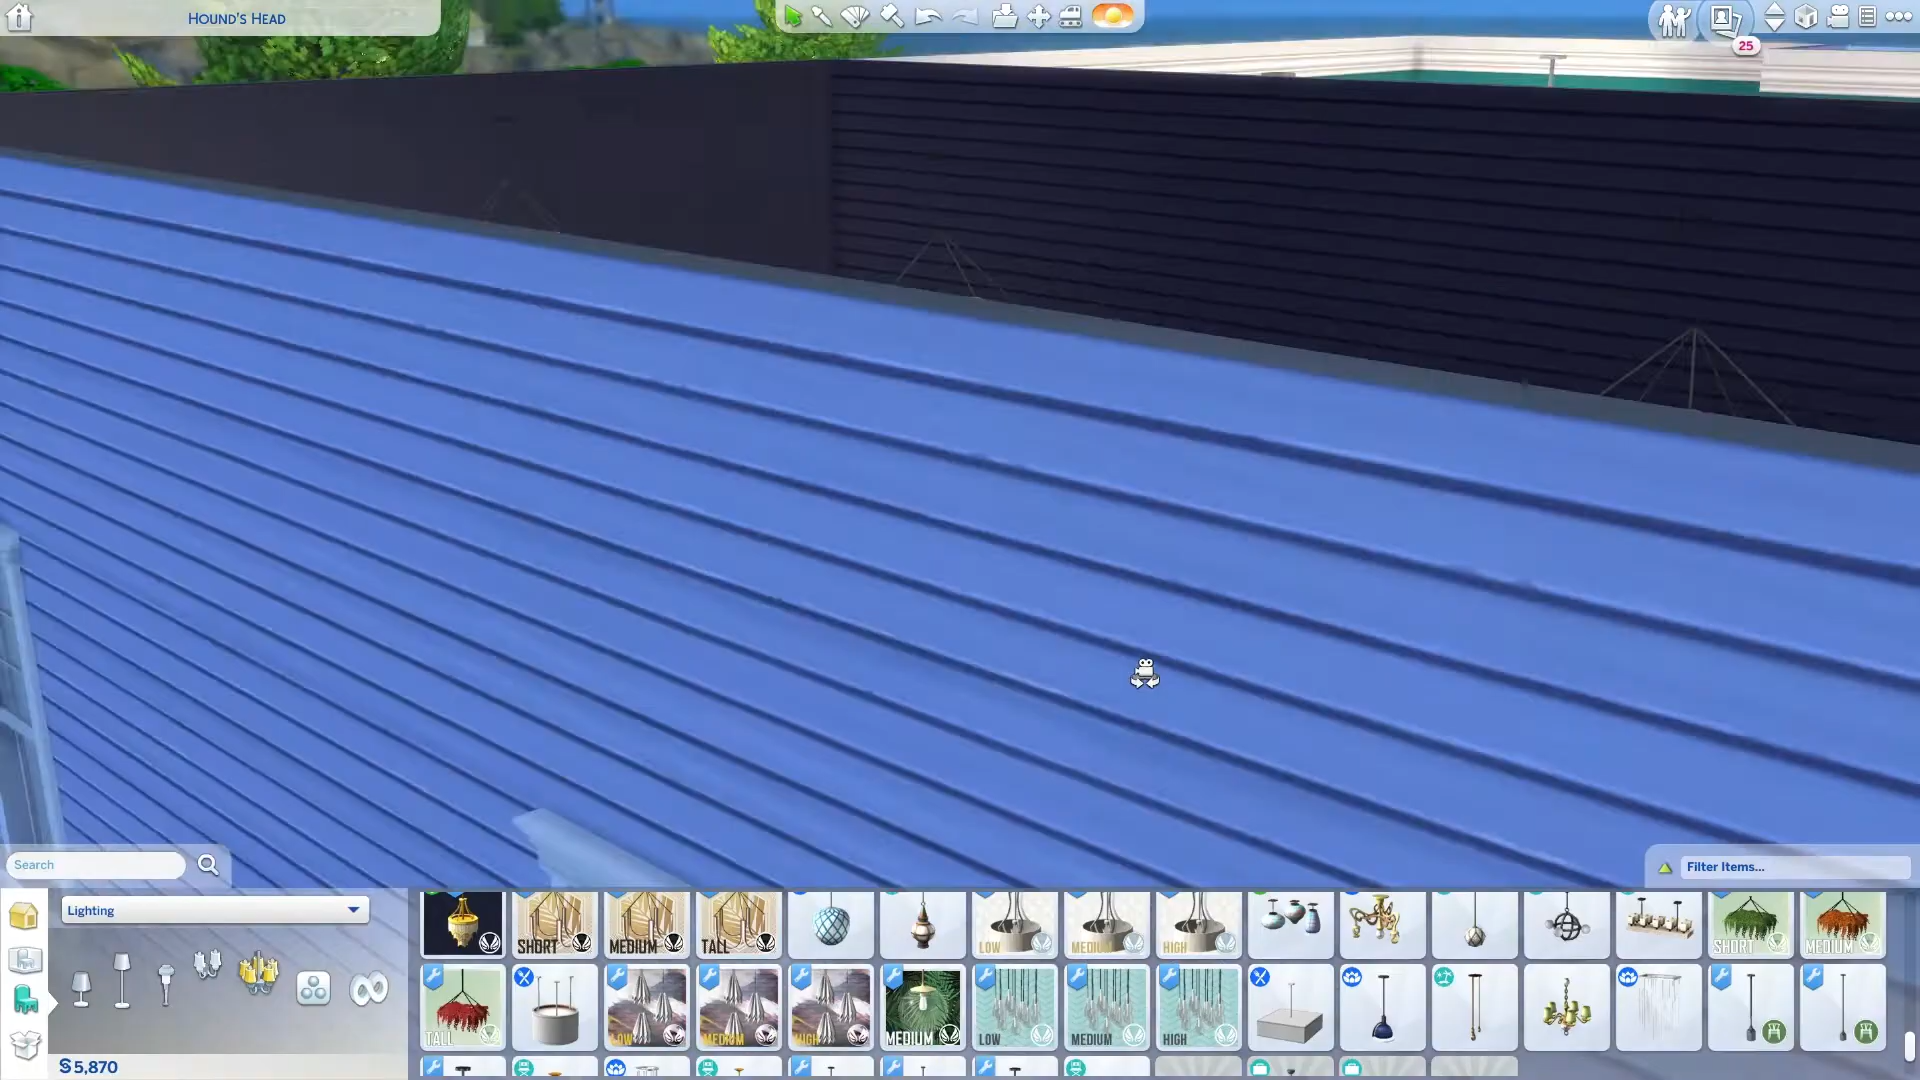 HOUND'S HEAD
25
Search
Filter Items...
Lighting
SHORT MEDIUM TALL LOW MEDIUM HIGH SHORT MEDIUM
TALL LOW MEDIUM HIGH MEDIUM LOW MEDIUM HIGH
§5,870